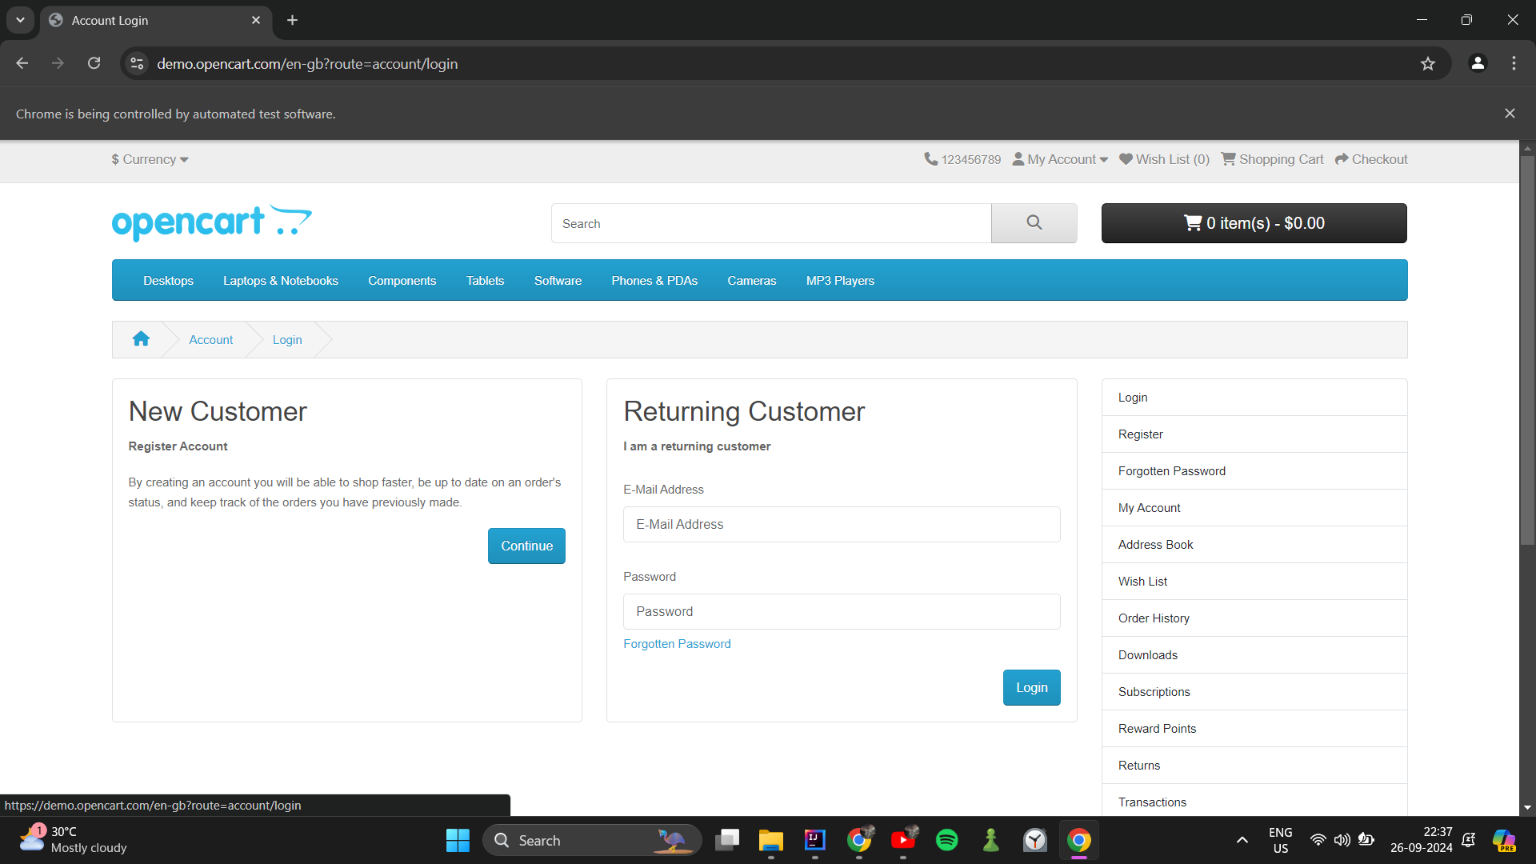 Account Login
demo.opencart.com/en-gb?route=account/login
Chrome is being controlled by automated test software.
$ Currency
123456789 My Account Wish List (0) Shopping Cart Checkout
opencart
Search
0 item(s) - $0.00
Desktops Laptops & Notebooks Components Tablets Software Phones & PDAs Cameras MP3 Players
Account Login
New Customer
Register Account
By creating an account you will be able to shop faster, be up to date on an order's
status, and keep track of the orders you have previously made.
Continue
Returning Customer
I am a returning customer
E-Mail Address
E-Mail Address
Password
Password
Forgotten Password
Login
Login
Register
Forgotten Password
My Account
Address Book
Wish List
Order History
Downloads
Subscriptions
Reward Points
Returns
Transactions
https://demo.opencart.com/en-gb?route=account/login
1
30°C
Mostly cloudy
Search
IJ
ENG
US
22:37
26-09-2024
PRE